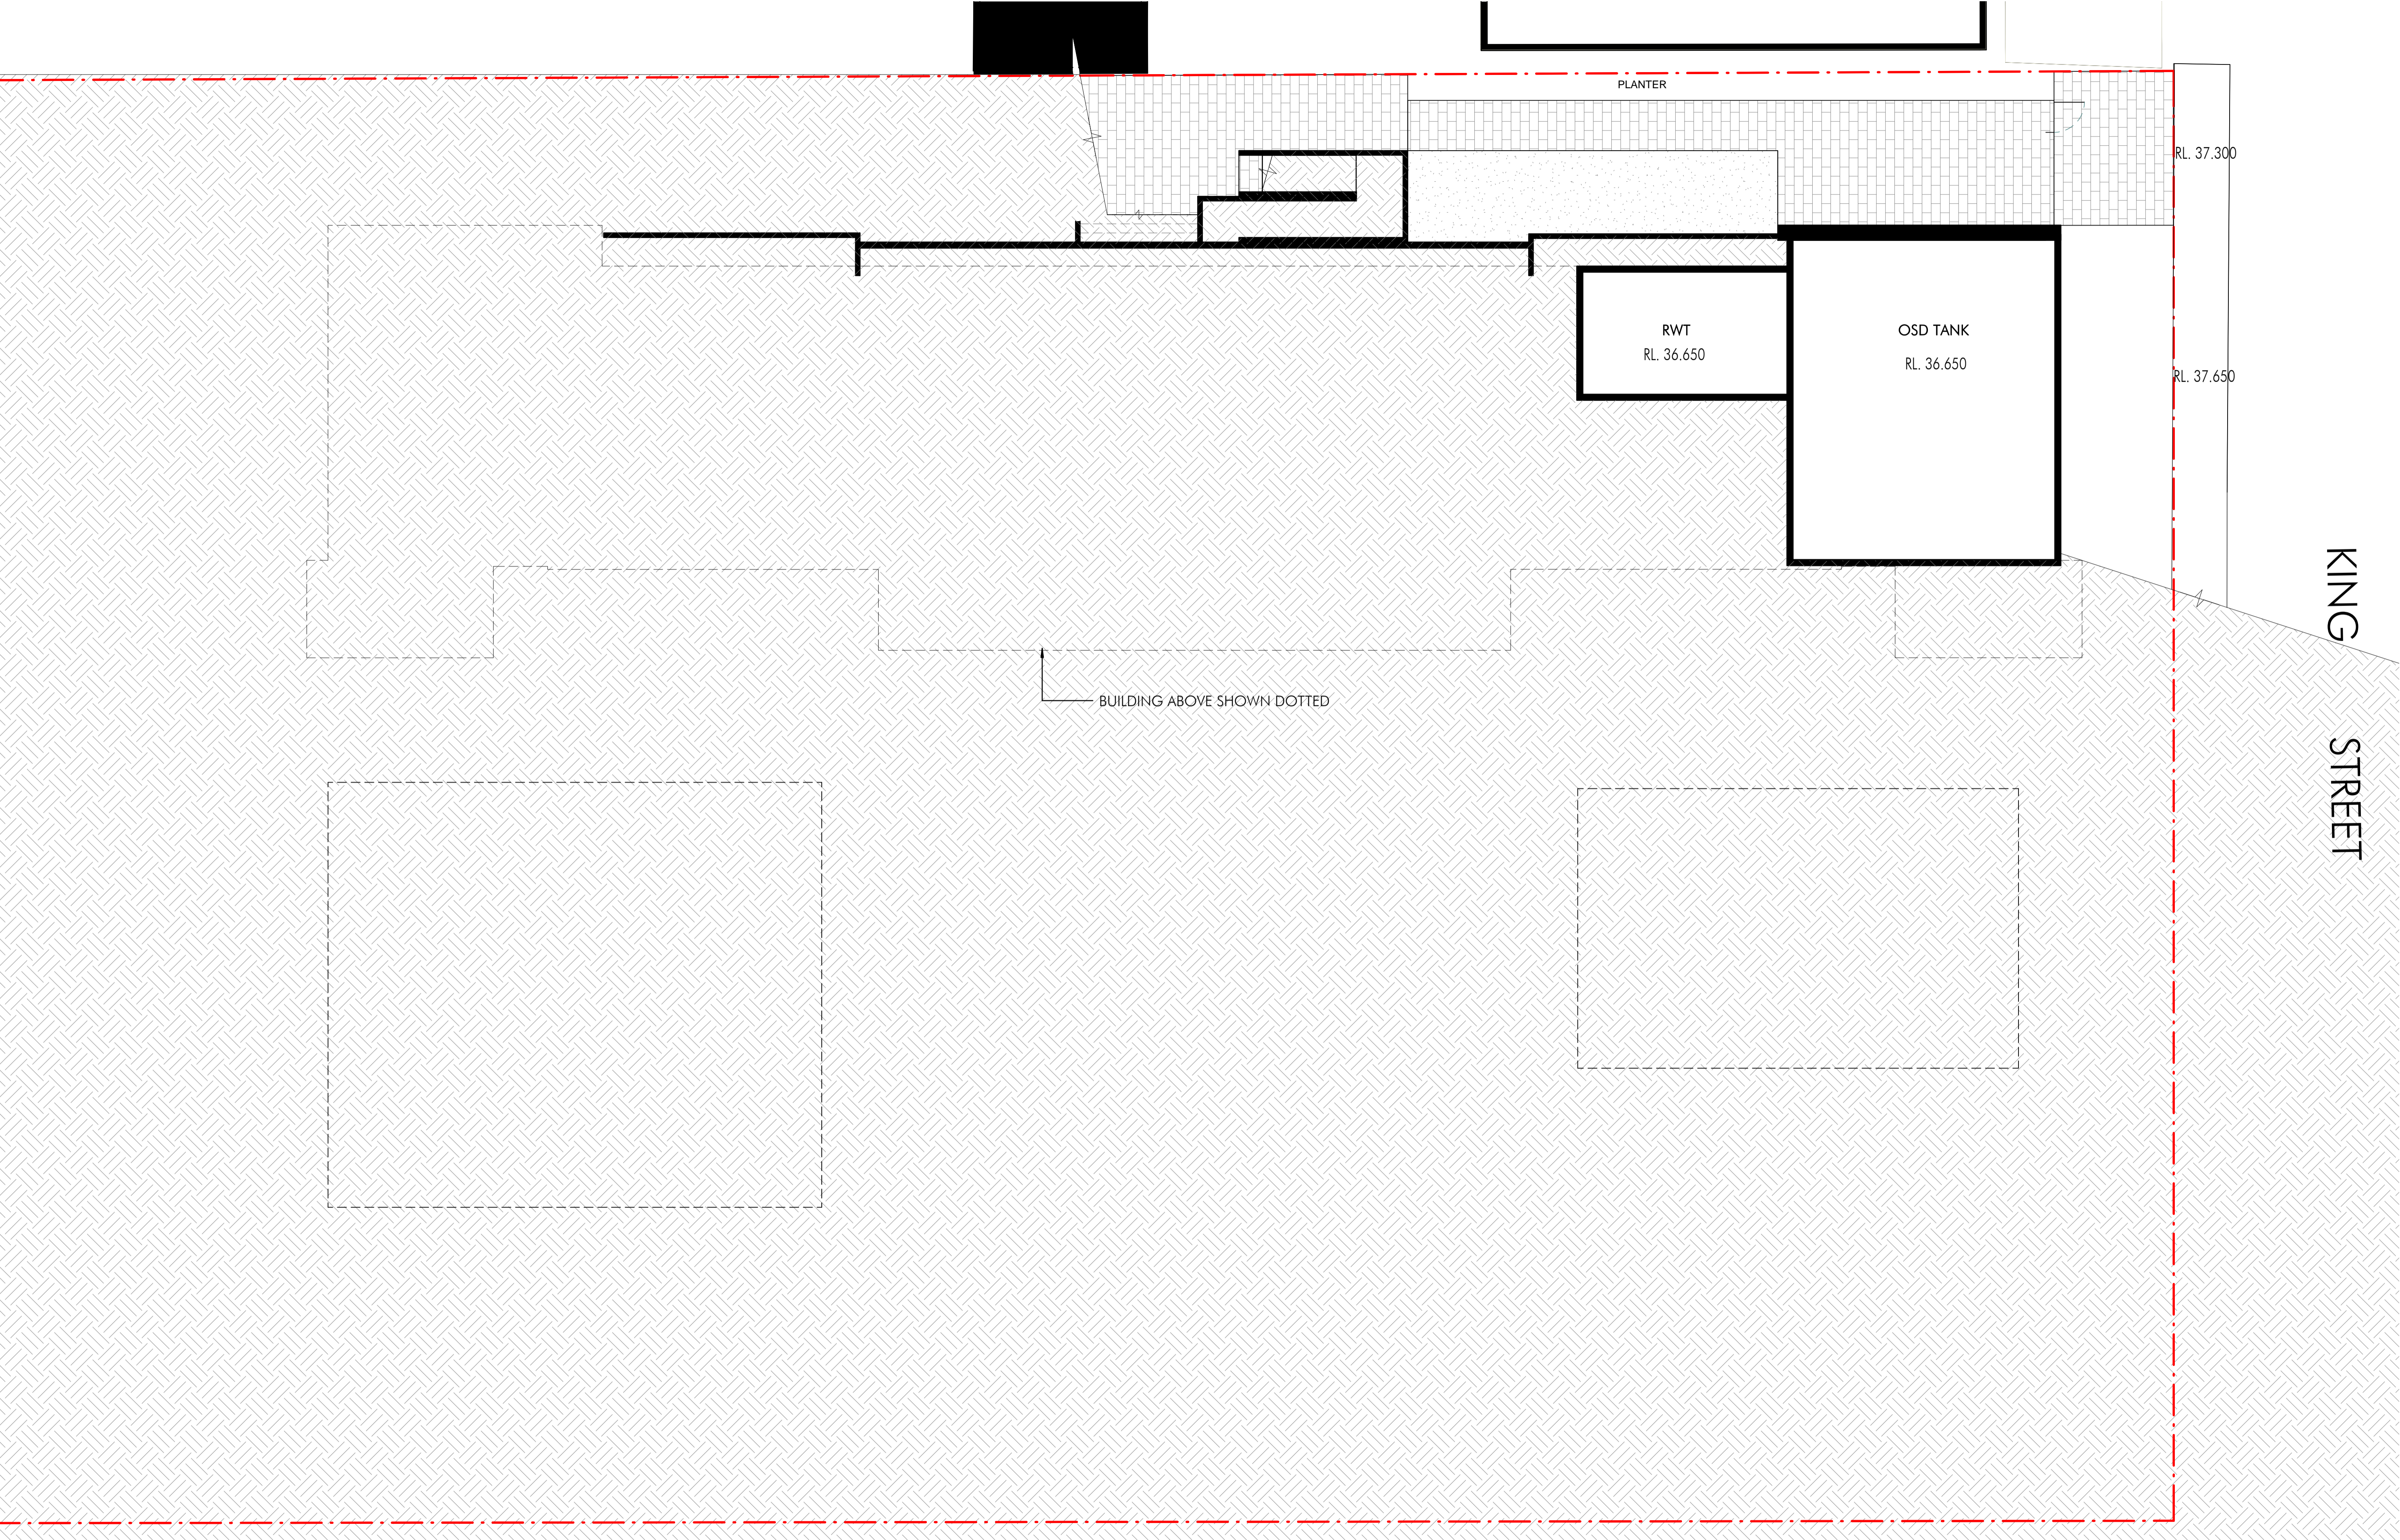 PLANTER
RL. 37.300
RWT
RL. 36.650
OSD TANK
RL. 36.650
RL. 37.650
KING STREET
BUILDING ABOVE SHOWN DOTTED